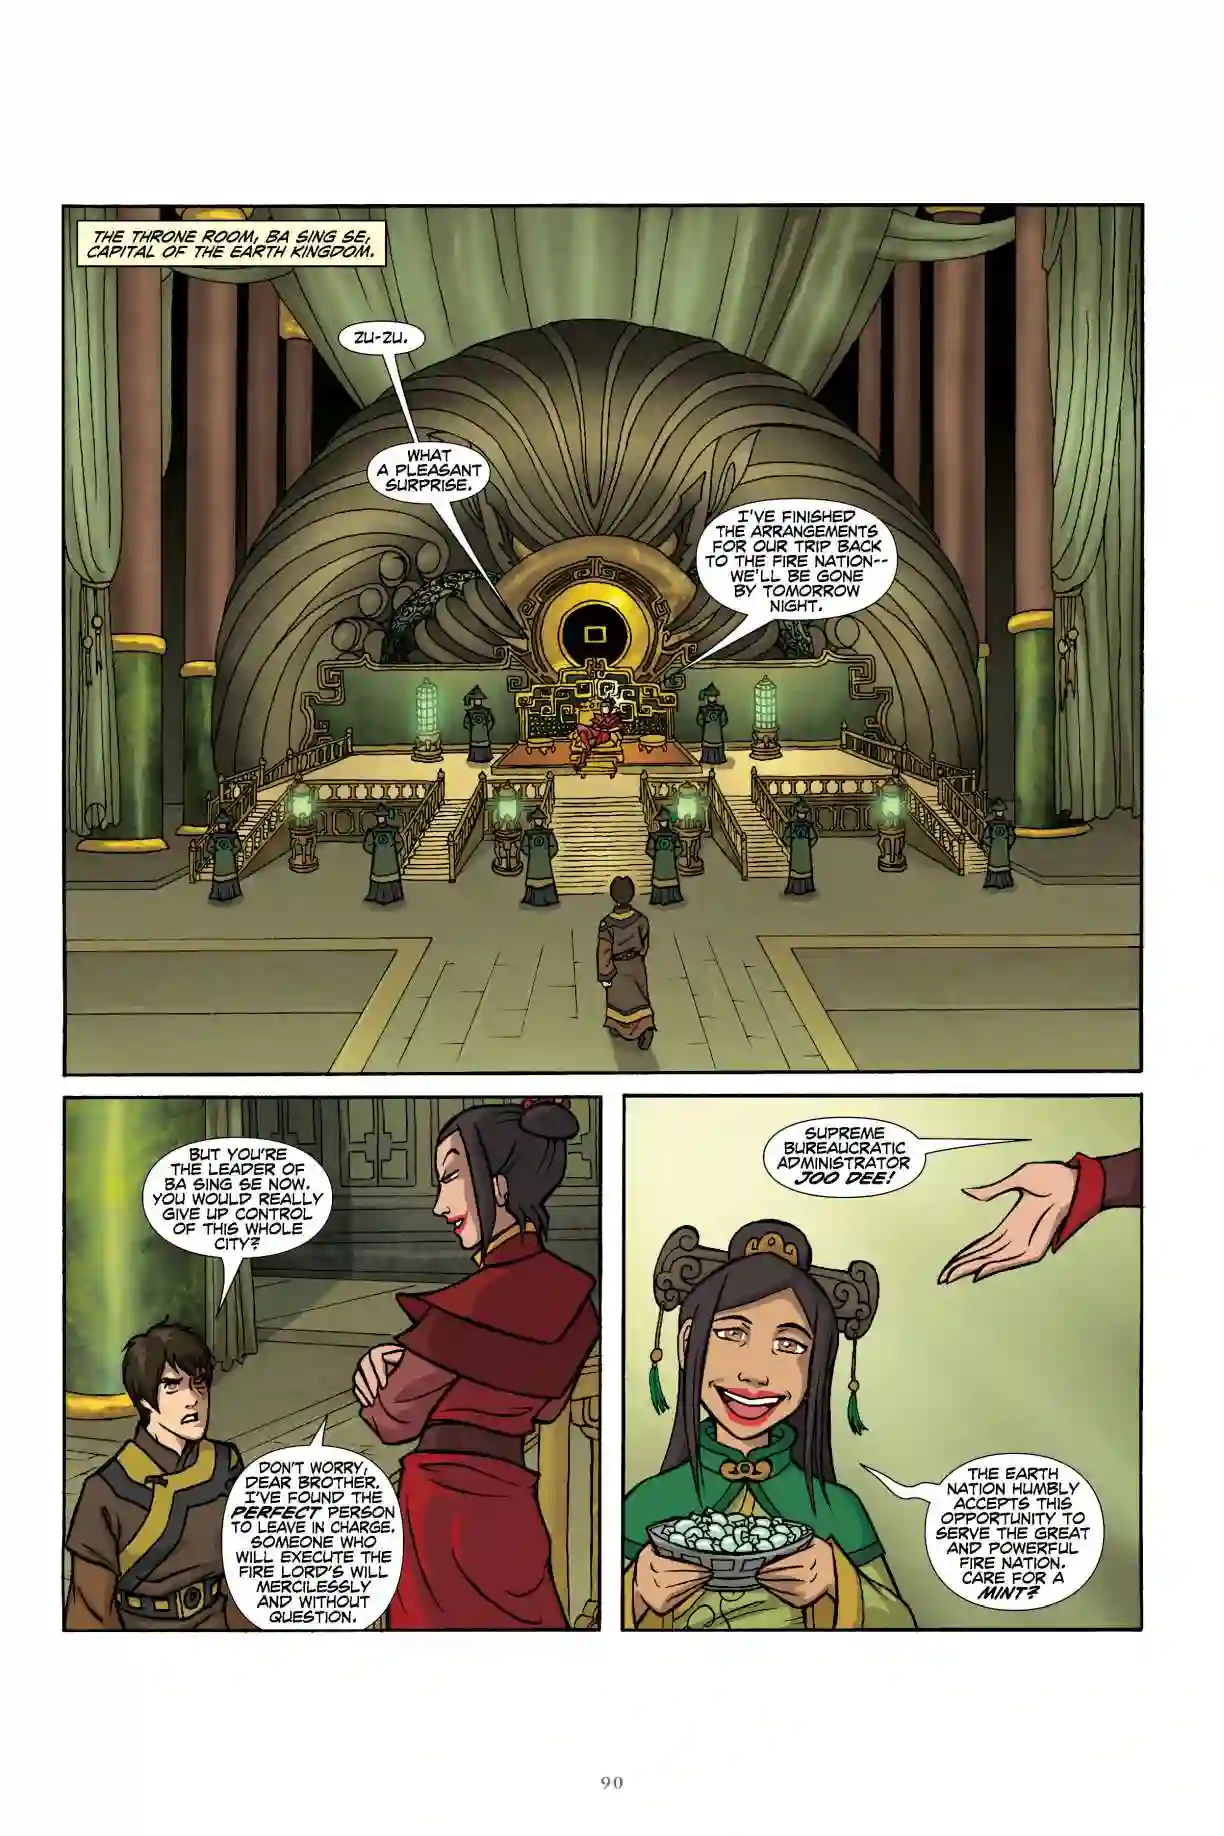 THE THRONE ROOM, BA SING SE,
CAPITAL OF THE EARTH KINGDOM.
ZU-ZU.
WHAT
A PLEASANT
SURPRISE.
I'VE FINISHED
THE ARRANGEMENTS
FOR OUR TRIP BACK
TO THE FIRE NATION--
WE'LL BE GONE
BY TOMORROW
NIGHT.
BUT YOU'RE
THE LEADER OF
BA SING SE NOW.
YOU WOULD REALLY
GIVE UP CONTROL
OF THIS WHOLE
CITY?
DON'T WORRY,
DEAR BROTHER.
I'VE FOUND THE
PERFECT PERSON
TO LEAVE IN CHARGE.
SOMEONE WHO
WILL EXECUTE THE
FIRE LORD'S WILL
MERCILESSLY
AND WITHOUT
QUESTION.
SUPREME
BUREAUCRATIC
ADMINISTRATOR
JOO DEE!
THE EARTH
NATION HUMBLY
ACCEPTS THIS
OPPORTUNITY TO
SERVE THE GREAT
AND POWERFUL
FIRE NATION.
CARE FOR A
MINT?
90